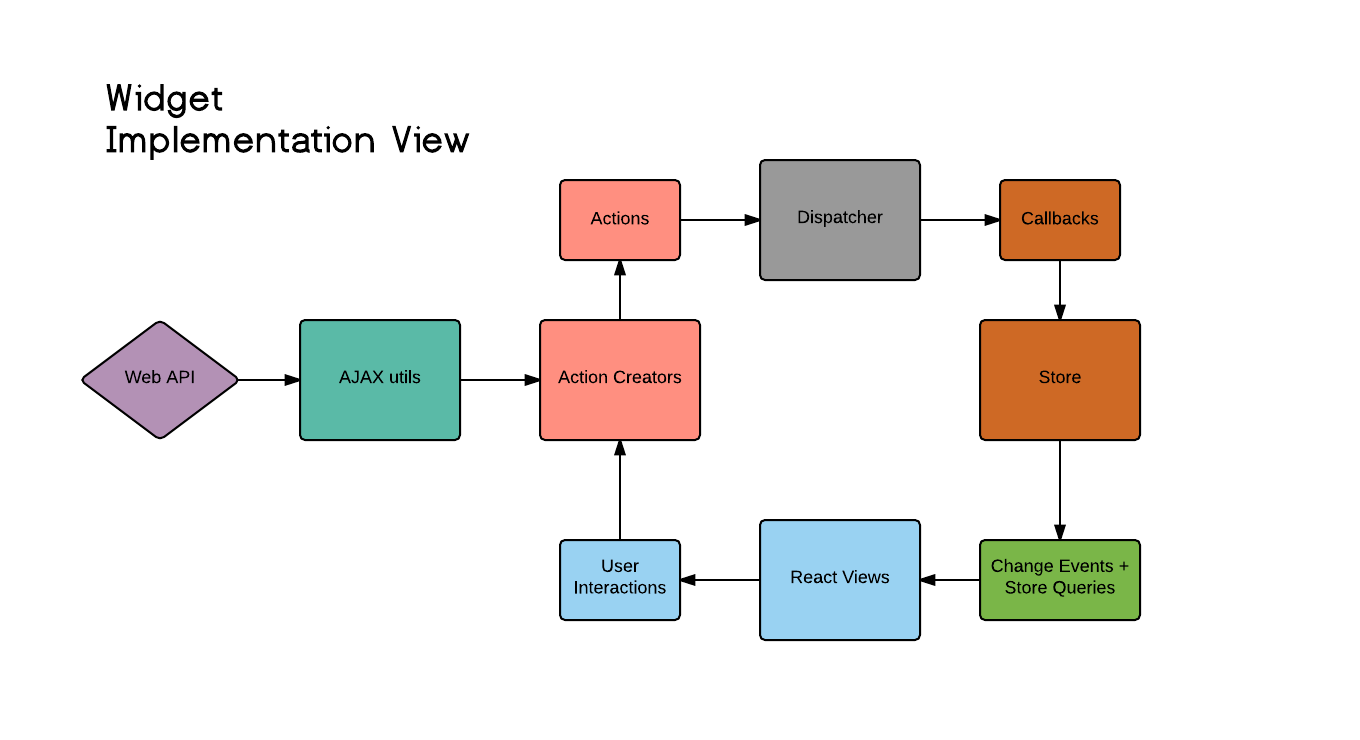 Widget
Implementation View
Actions
Dispatcher
Callbacks
Web API
AJAX utils
Action Creators
Store
User
Interactions
React Views
Change Events +
Store Queries